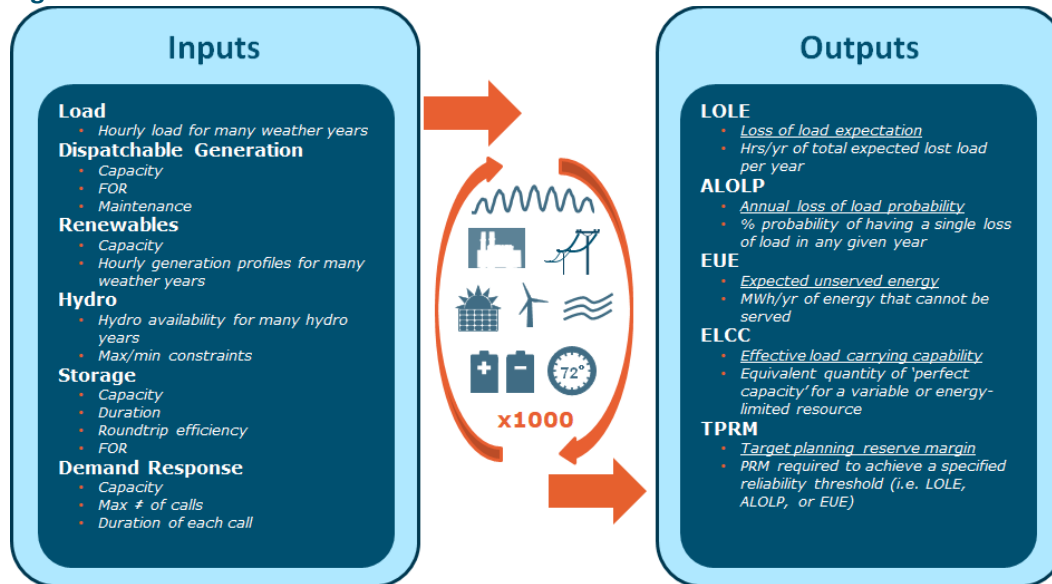 Inputs
Load
• Hourly load for many weather years
Dispatchable Generation
• Capacity
• FOR
• Maintenance
Renewables
• Capacity
• Hourly generation profiles for many
weather years
Hydro
• Hydro availability for many hydro
years
• Max/min constraints
Storage
• Capacity
• Duration
• Roundtrip efficiency
• FOR
Demand Response
• Capacity
• Max # of calls
• Duration of each call
72°
x1000
Outputs
LOLE
• Loss of load expectation
• Hrs/yr of total expected lost load
per year
ALOLP
• Annual loss of load probability
• % probability of having a single loss
of load in any given year
EUE
• Expected unserved energy
• MWh/yr of energy that cannot be
served
ELCC
• Effective load carrying capability
• Equivalent quantity of ‘perfect
capacity’ for a variable or energy-
limited resource
TPRM
• Target planning reserve margin
• PRM required to achieve a specified
reliability threshold (i.e. LOLE,
ALOLP, or EUE)